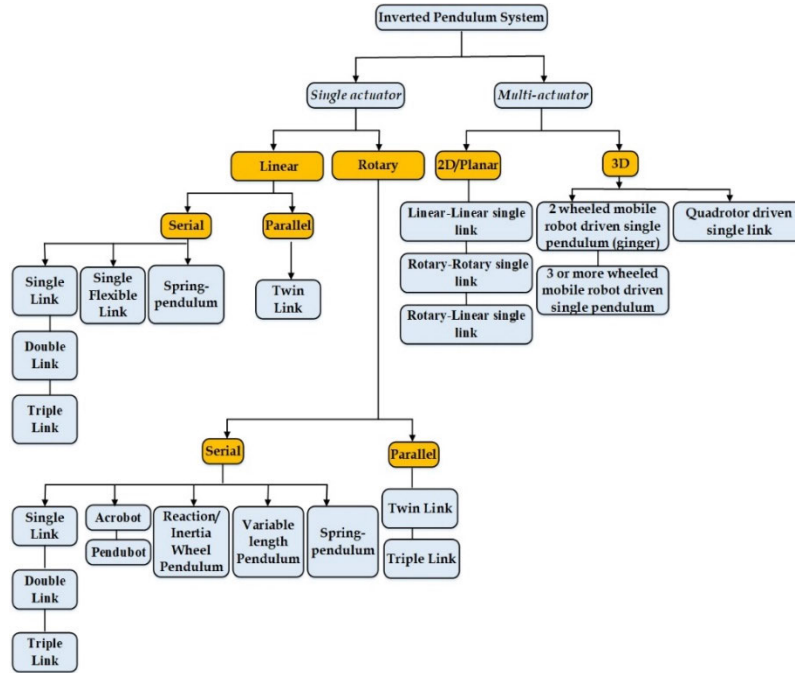 Inverted Pendulum System
Single actuator
Multi-actuator
Linear
Rotary
2D/Planar
3D
Serial
Parallel
Linear-Linear single
link
2 wheeled mobile
robot driven single
pendulum (ginger)
Quadrotor driven
single link
Single
Link
Single
Flexible
Link
Spring-
pendulum
Twin
Link
Rotary-Rotary single
link
3 or more wheeled
mobile robot driven
single pendulum
Rotary-Linear single
link
Double
Link
Triple
Link
Serial
Parallel
Single
Link
Acrobot
Pendubot
Reaction/
Inertia
Wheel
Pendulum
Variable
length
Pendulum
Spring-
pendulum
Twin Link
Triple Link
Double
Link
Triple
Link